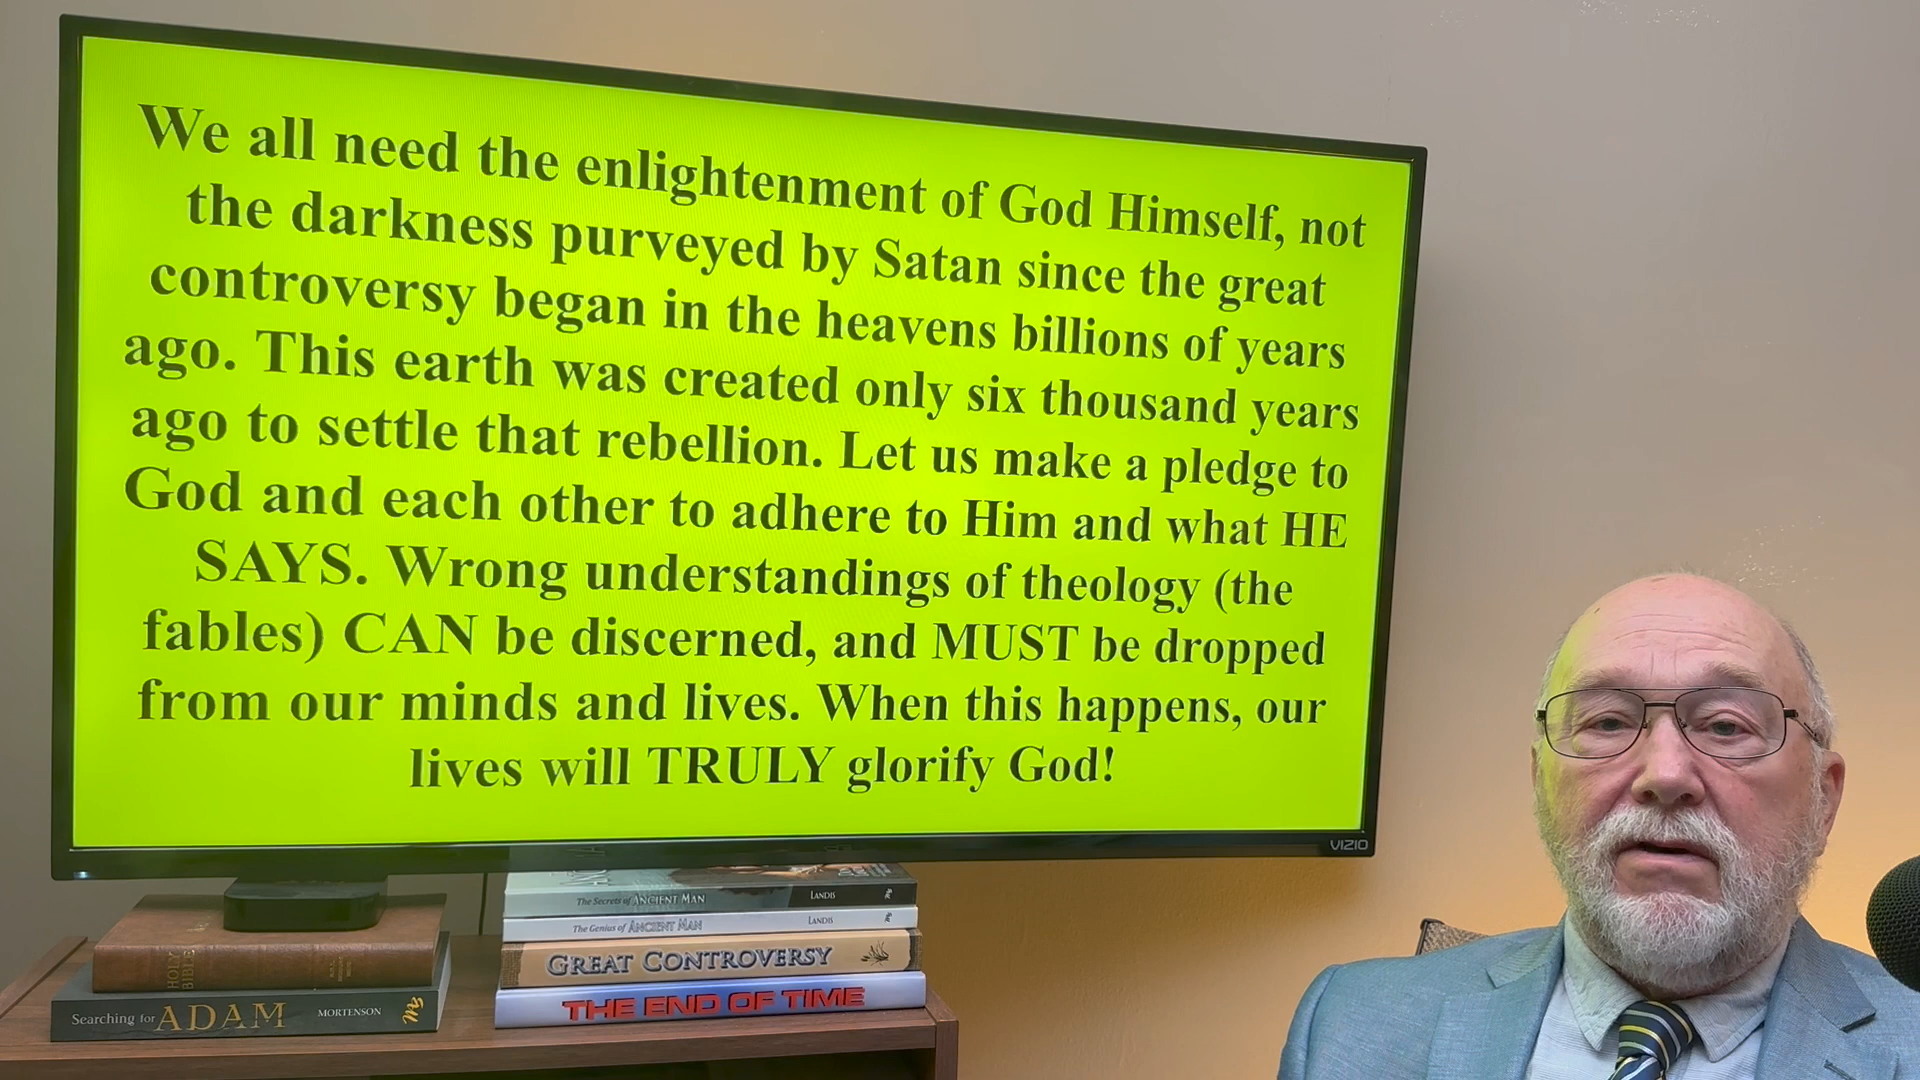 We all need the enlightenment of God Himself, not
the darkness purveyed by Satan since the great
controversy began in the heavens billions of years
ago. This earth was created only six thousand years
ago to settle that rebellion. Let us make a pledge to
God and each other to adhere to Him and what HE
SAYS. Wrong understandings of theology (the
fables) CAN be discerned, and MUST be dropped
from our minds and lives. When this happens, our
lives will TRULY glorify God!
VIZIO
HOLY BIBLE
Searching for ADAM MORTENSON
The Secrets of ANCIENT MAN LANDIS
The Genius of ANCIENT MAN LANDIS
GREAT CONTROVERSY
THE END OF TIME